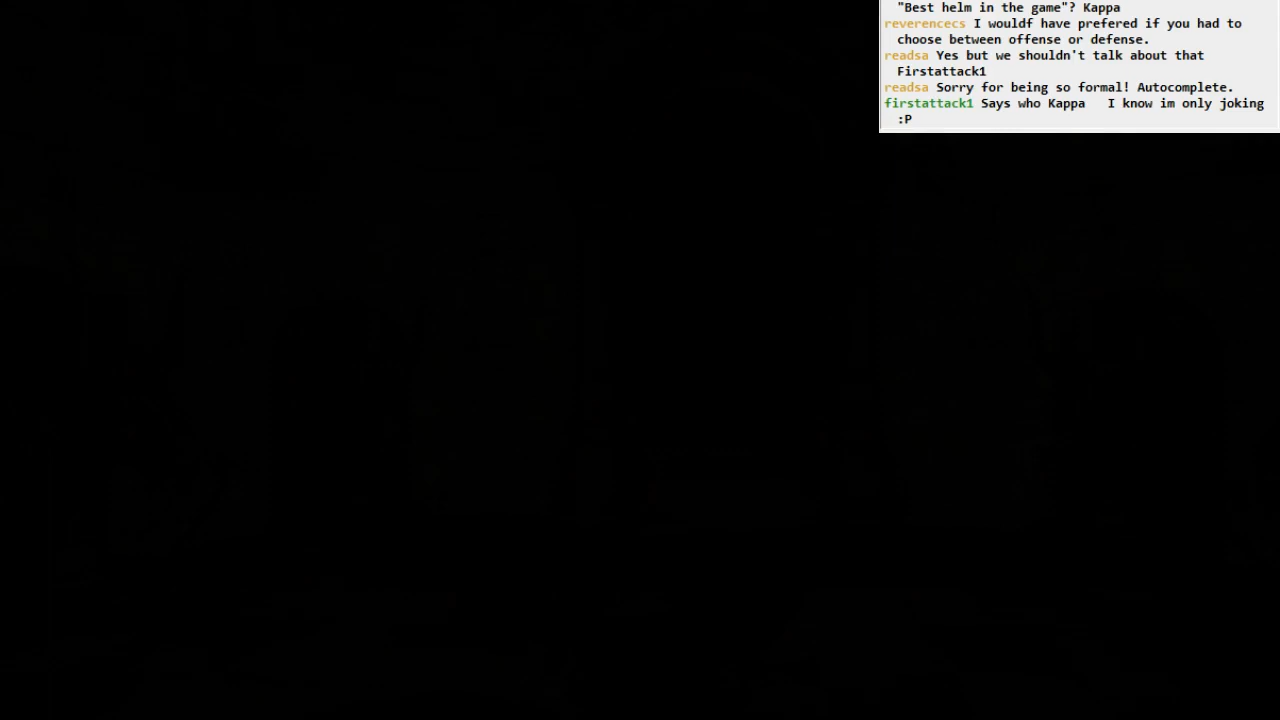 "Best helm in the game"? Kappa
reverencecs I wouldf have prefered if you had to
choose between offense or defense.
readsa Yes but we shouldn't talk about that
Firstattack1
readsa Sorry for being so formal! Autocomplete.
firstattack1 Says who Kappa I know im only joking
:P